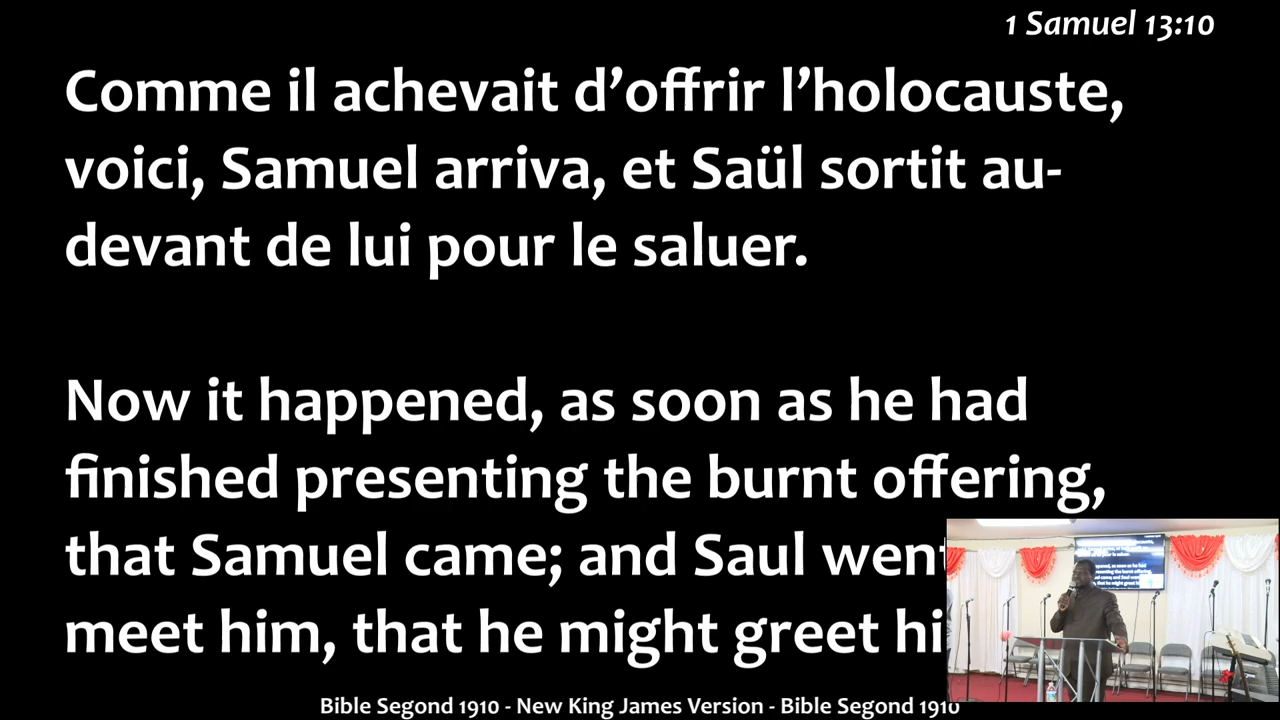 1 Samuel 13:10
Comme il achevait d’offrir l’holocauste,
voici, Samuel arriva, et Saül sortit au-
devant de lui pour le saluer.
Now it happened, as soon as he had
finished presenting the burnt offering,
that Samuel came; and Saul went
meet him, that he might greet hi
Bible Segond 1910 - New King James Version - Bible Segond 1910